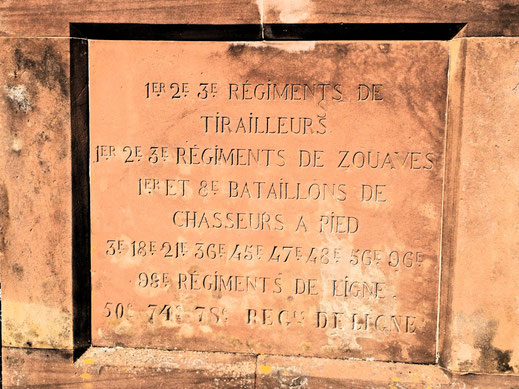 1ER 2E 3E RÉGIMENTS DE
TIRAILLEURS
1ER 2E 3E RÉGIMENTS DE ZOUAVES
1ER ET 8E BATAILLONS DE
CHASSEURS A PIED
3E 18E 21E 36E 45E 47E 48E 56E 96E
99E RÉGIMENTS DE LIGNE
50E 74E 78E REGTS DE LIGNE